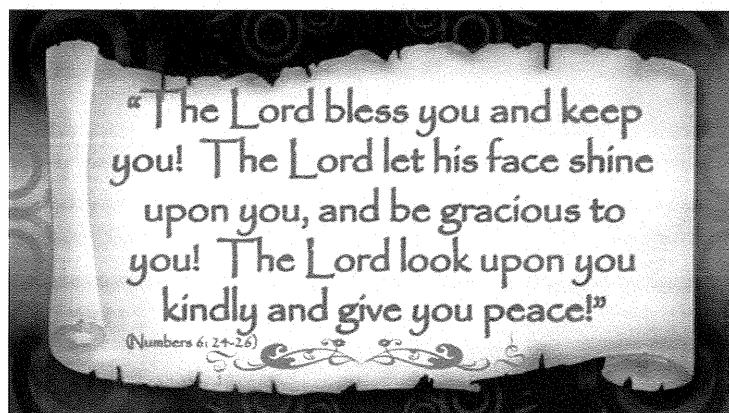 “The Lord bless you and keep
you! The Lord let his face shine
upon you, and be gracious to
you! The Lord look upon you
kindly and give you peace!”
(Numbers 6: 24-26)